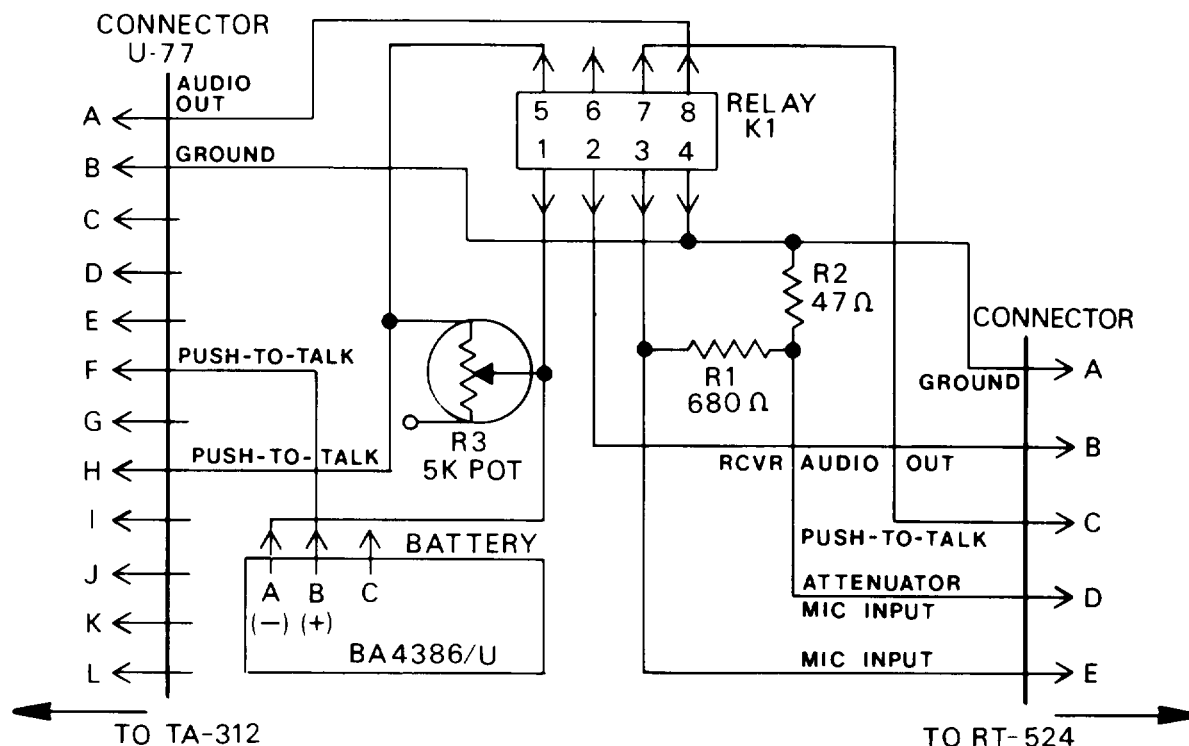 CONNECTOR
U-77
A
AUDIO
OUT
B
GROUND
C
D
E
F
PUSH-TO-TALK
G
H
PUSH-TO-TALK
I
J
K
L
5 6 7 8
1 2 3 4
RELAY
K1
R3
5K POT
R2
47Ω
R1
680 Ω
BATTERY
A B C
(−) (+)
BA4386/U
CONNECTOR
A
GROUND
B
RCVR AUDIO OUT
C
PUSH-TO-TALK
ATTENUATOR
D
MIC INPUT
MIC INPUT
E
TO TA-312
TO RT-524